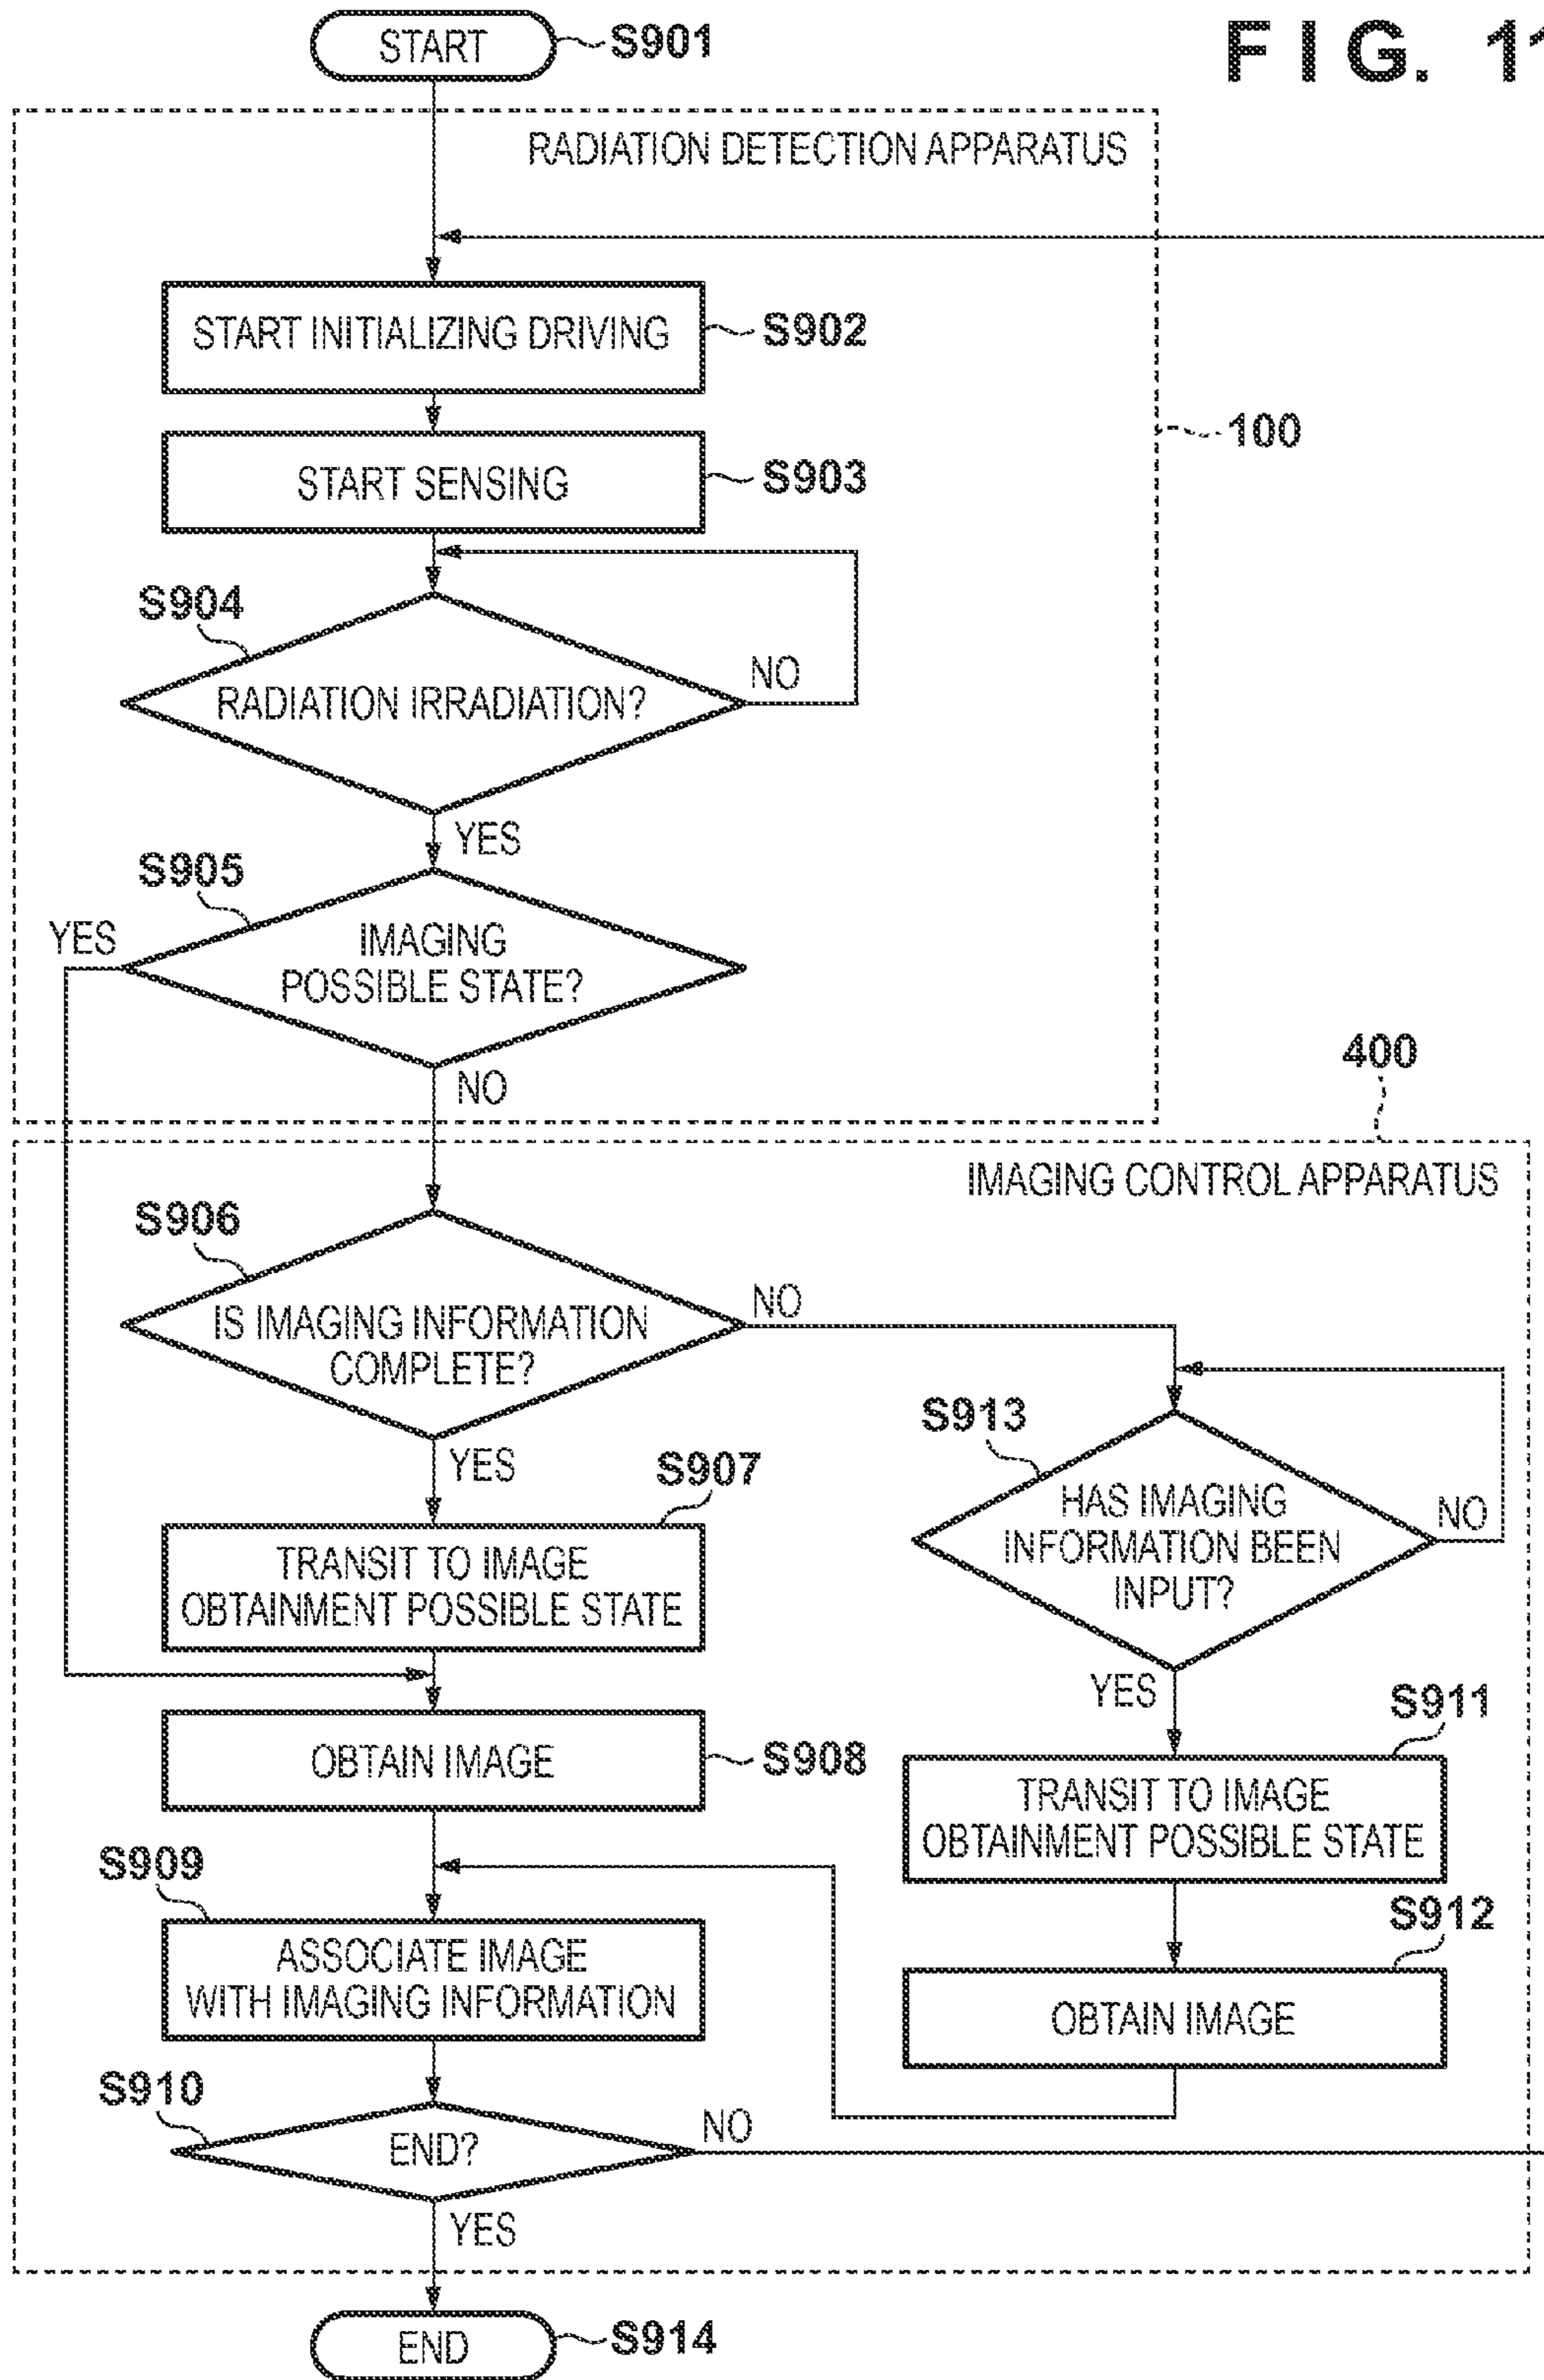 START
S901
F I G. 11
RADIATION DETECTION APPARATUS
START INITIALIZING DRIVING
S902
100
START SENSING
S903
S904
RADIATION IRRADIATION?
NO
YES
S905
YES
IMAGING
POSSIBLE STATE?
NO
400
IMAGING CONTROL APPARATUS
S906
IS IMAGING INFORMATION
COMPLETE?
NO
YES
S913
HAS IMAGING
INFORMATION BEEN
INPUT?
NO
YES
S907
TRANSIT TO IMAGE
OBTAINMENT POSSIBLE STATE
OBTAIN IMAGE
S908
S911
TRANSIT TO IMAGE
OBTAINMENT POSSIBLE STATE
S912
OBTAIN IMAGE
S909
ASSOCIATE IMAGE
WITH IMAGING INFORMATION
S910
END?
NO
YES
END
S914